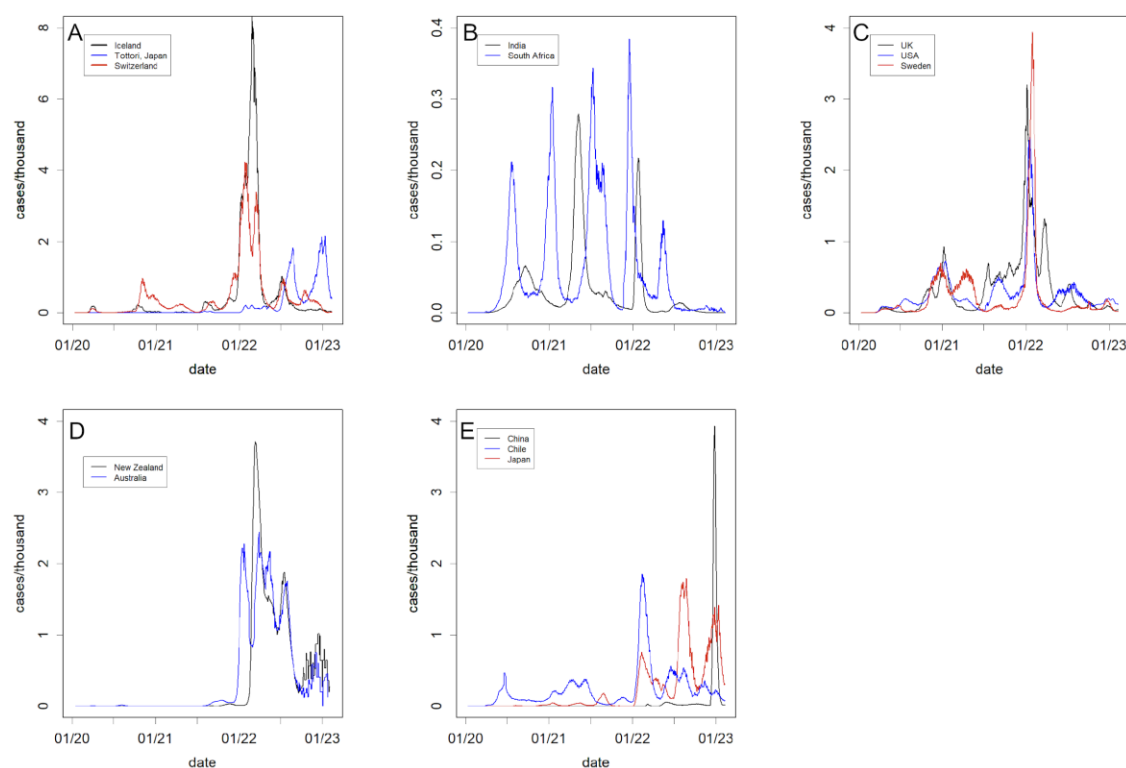 A
Iceland
Tottori, Japan
Switzerland
cases/thousand
0 2 4 6 8
01/20 01/21 01/22 01/23
date
B
India
South Africa
cases/thousand
0.0 0.1 0.2 0.3 0.4
01/20 01/21 01/22 01/23
date
C
UK
USA
Sweden
cases/thousand
0 1 2 3 4
01/20 01/21 01/22 01/23
date
D
New Zealand
Australia
cases/thousand
0 1 2 3 4
01/20 01/21 01/22 01/23
date
E
China
Chile
Japan
cases/thousand
0 1 2 3 4
01/20 01/21 01/22 01/23
date